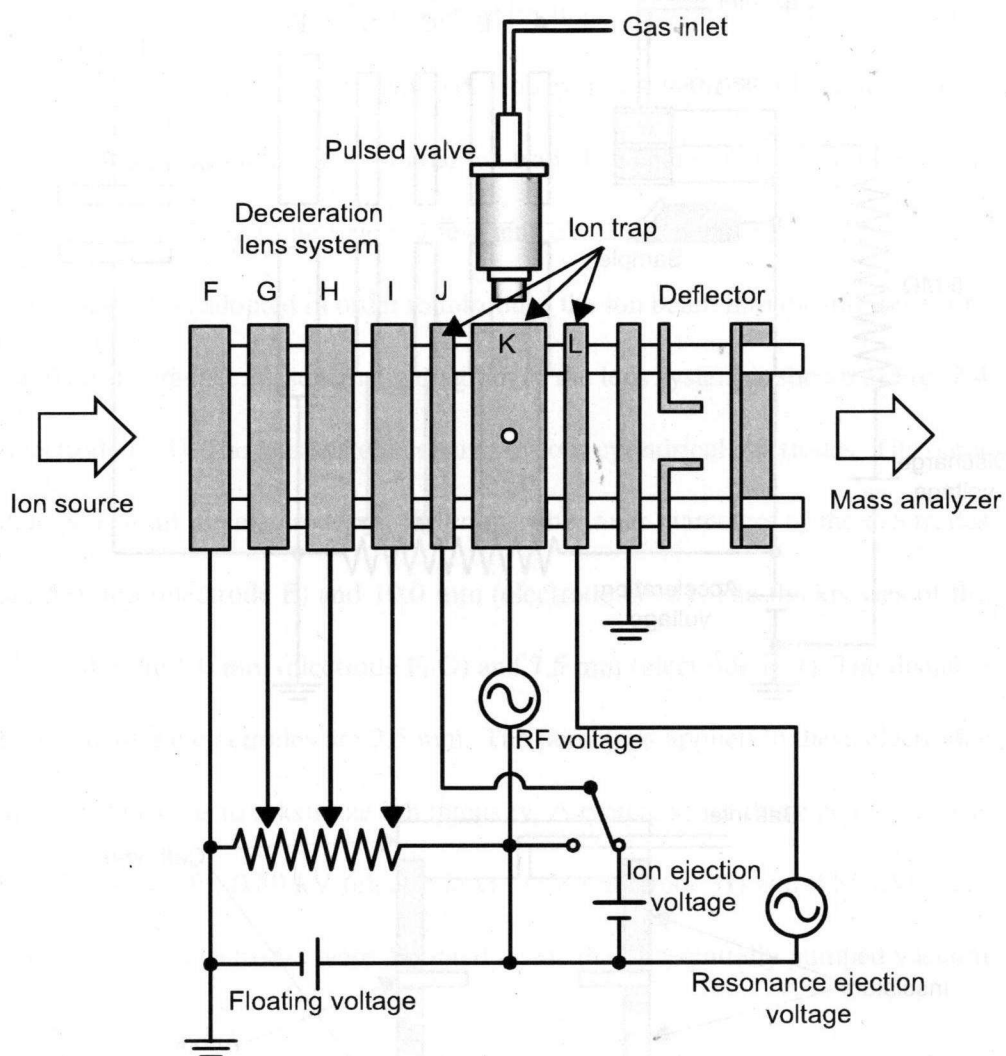 Gas inlet
Pulsed valve
Deceleration
lens system
Ion trap
F G H I J
K
L
Deflector
Ion source
Mass analyzer
RF voltage
Ion ejection
voltage
Floating voltage
Resonance ejection
voltage